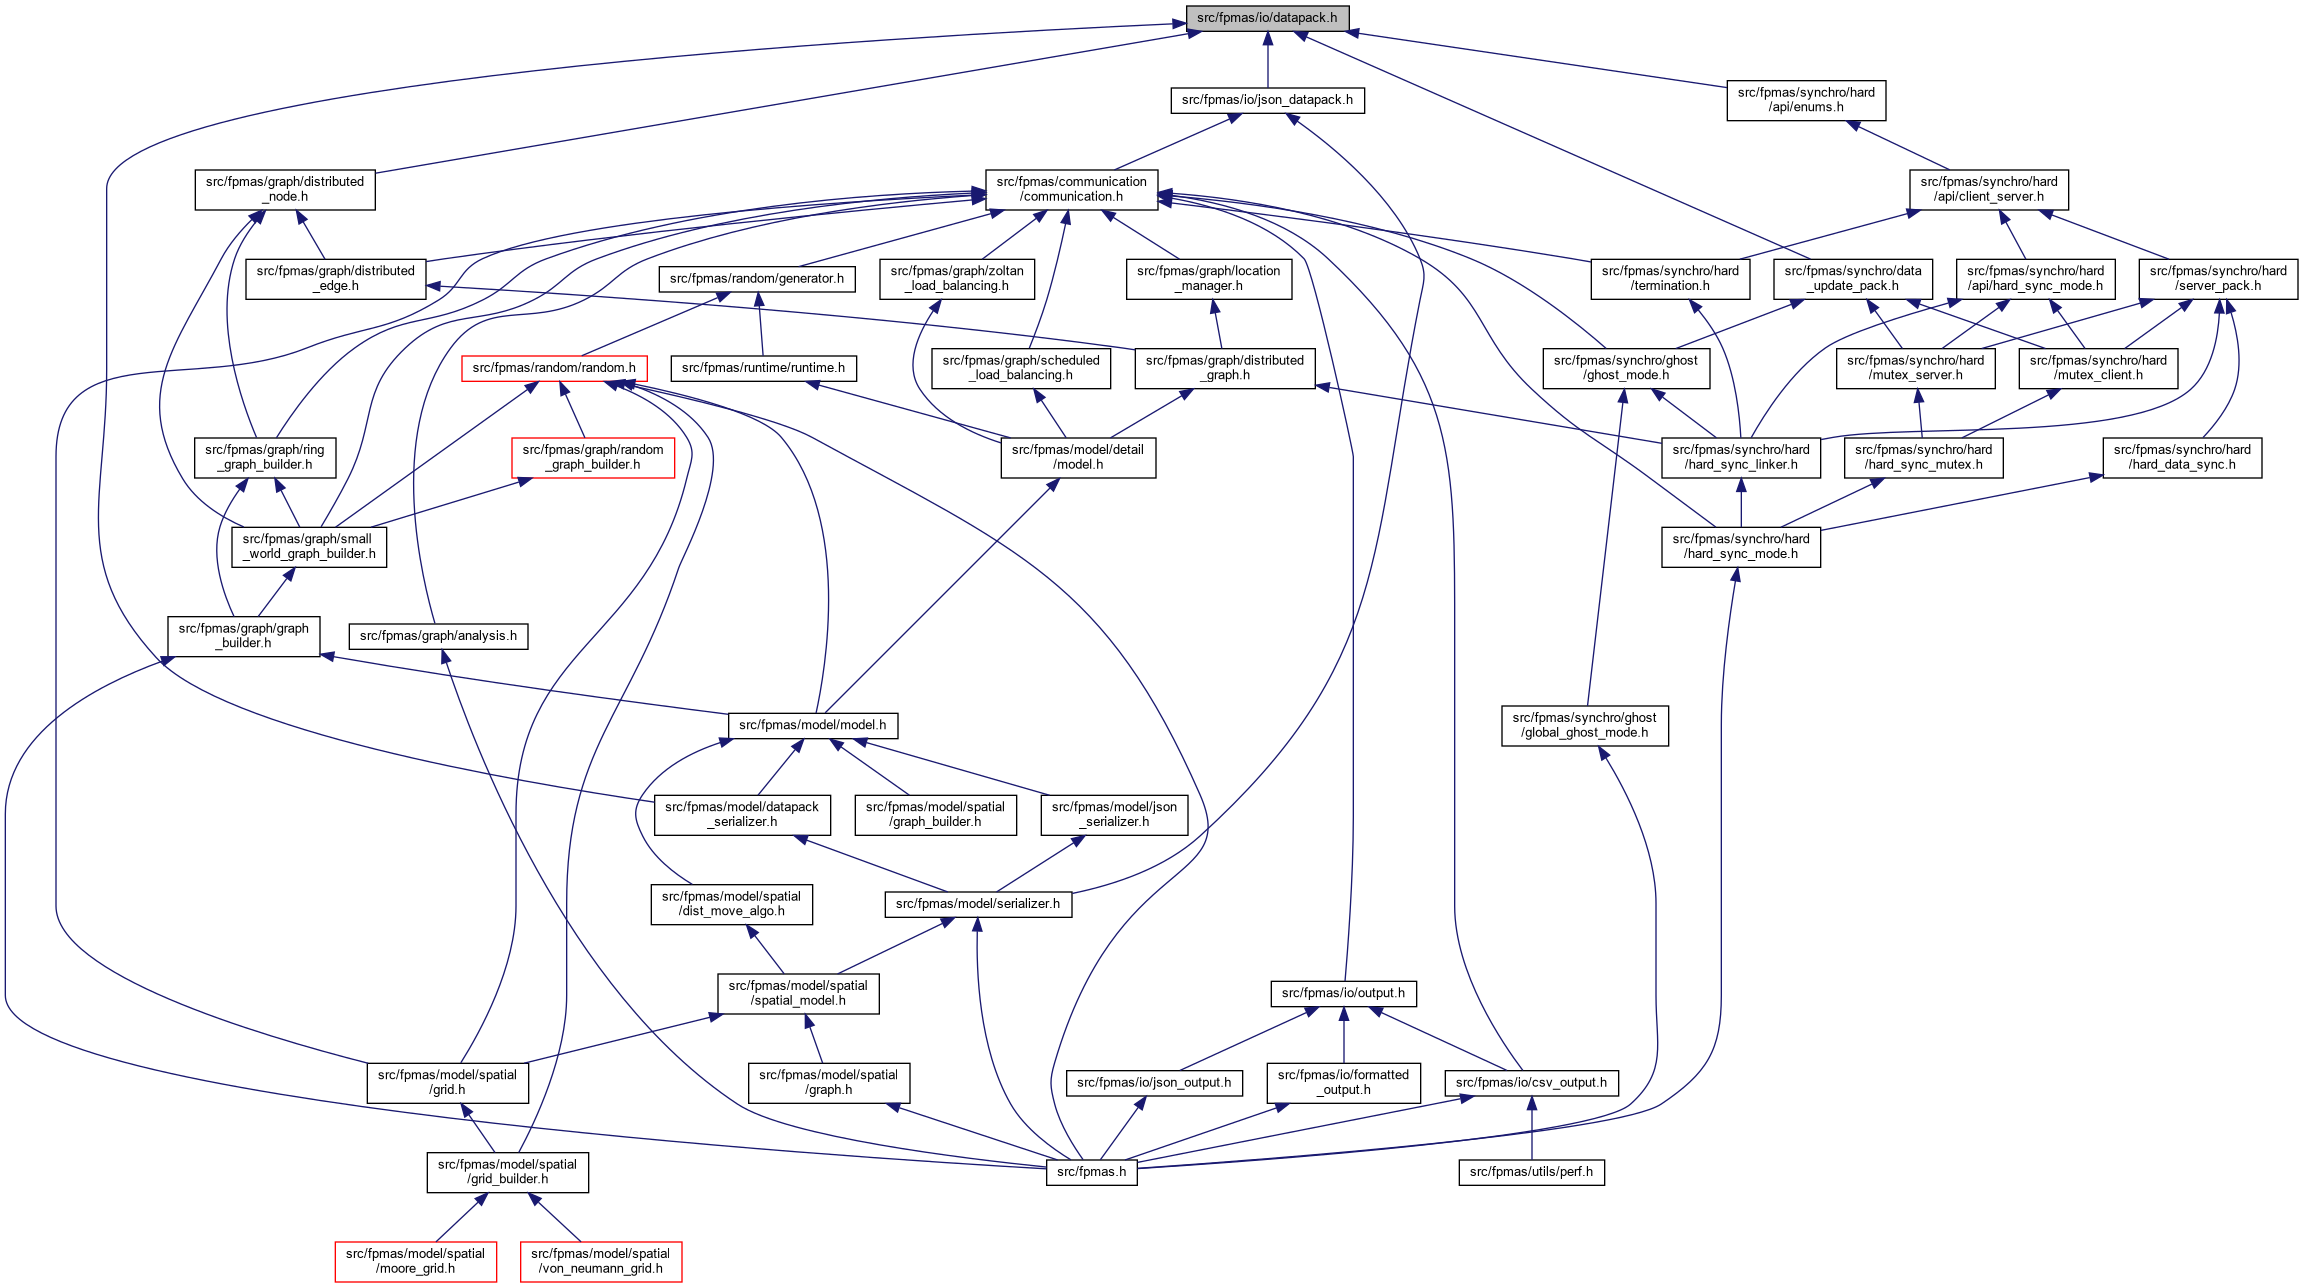 src/fpmas/io/datapack.h
src/fpmas/io/json_datapack.h
src/fpmas/synchro/hard
/api/enums.h
src/fpmas/graph/distributed
_node.h
src/fpmas/communication
/communication.h
src/fpmas/synchro/hard
/api/client_server.h
src/fpmas/graph/distributed
_edge.h
src/fpmas/random/generator.h
src/fpmas/graph/zoltan
_load_balancing.h
src/fpmas/graph/location
_manager.h
src/fpmas/synchro/hard
/termination.h
src/fpmas/synchro/data
_update_pack.h
src/fpmas/synchro/hard
/api/hard_sync_mode.h
src/fpmas/synchro/hard
/server_pack.h
src/fpmas/random/random.h
src/fpmas/runtime/runtime.h
src/fpmas/graph/scheduled
_load_balancing.h
src/fpmas/graph/distributed
_graph.h
src/fpmas/synchro/ghost
/ghost_mode.h
src/fpmas/synchro/hard
/mutex_server.h
src/fpmas/synchro/hard
/mutex_client.h
src/fpmas/graph/ring
_graph_builder.h
src/fpmas/graph/random
_graph_builder.h
src/fpmas/model/detail
/model.h
src/fpmas/synchro/hard
/hard_sync_linker.h
src/fpmas/synchro/hard
/hard_sync_mutex.h
src/fpmas/synchro/hard
/hard_data_sync.h
src/fpmas/graph/small
_world_graph_builder.h
src/fpmas/synchro/hard
/hard_sync_mode.h
src/fpmas/graph/graph
_builder.h
src/fpmas/graph/analysis.h
src/fpmas/model/model.h
src/fpmas/synchro/ghost
/global_ghost_mode.h
src/fpmas/model/datapack
_serializer.h
src/fpmas/model/spatial
/graph_builder.h
src/fpmas/model/json
_serializer.h
src/fpmas/model/spatial
/dist_move_algo.h
src/fpmas/model/serializer.h
src/fpmas/model/spatial
/spatial_model.h
src/fpmas/io/output.h
src/fpmas/model/spatial
/grid.h
src/fpmas/model/spatial
/graph.h
src/fpmas/io/json_output.h
src/fpmas/io/formatted
_output.h
src/fpmas/io/csv_output.h
src/fpmas/model/spatial
/grid_builder.h
src/fpmas.h
src/fpmas/utils/perf.h
src/fpmas/model/spatial
/moore_grid.h
src/fpmas/model/spatial
/von_neumann_grid.h